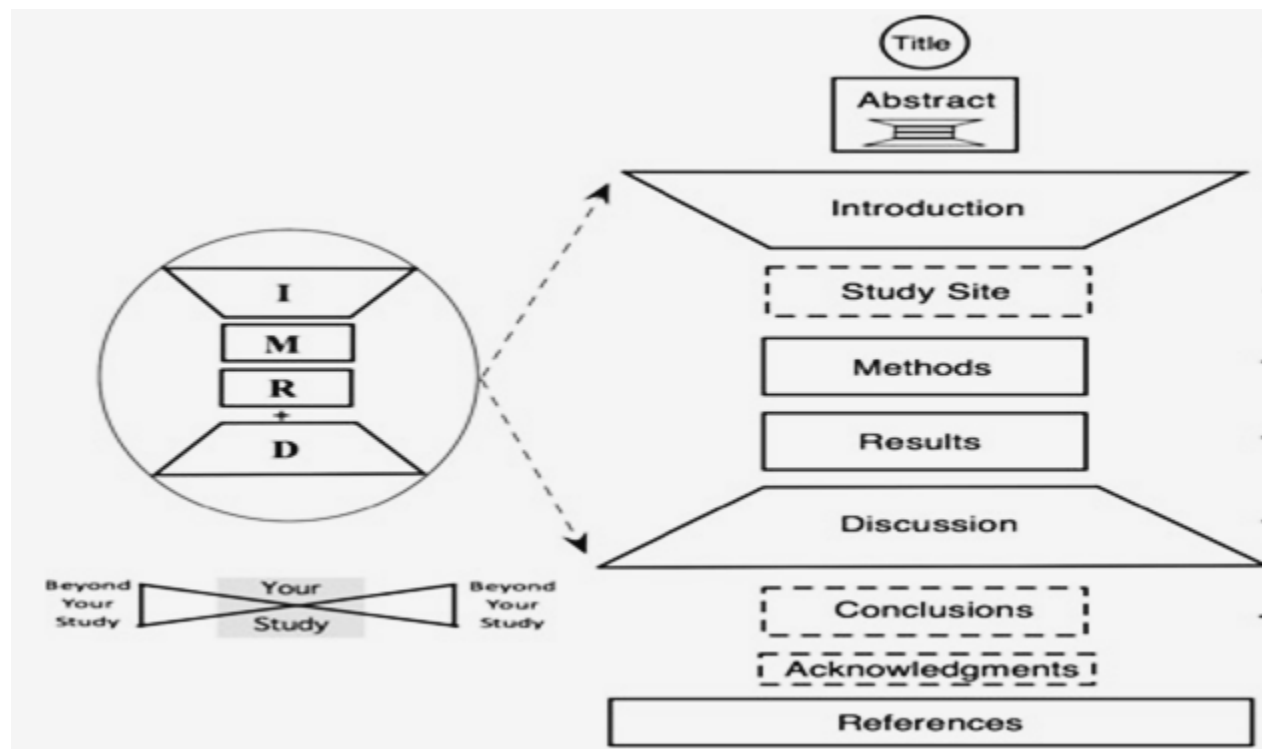 Title
Abstract
Introduction
Study Site
Methods
Results
Discussion
Conclusions
Acknowledgments
References
I
M
R
+
D
Beyond
Your
Study
Your
Study
Beyond
Your
Study